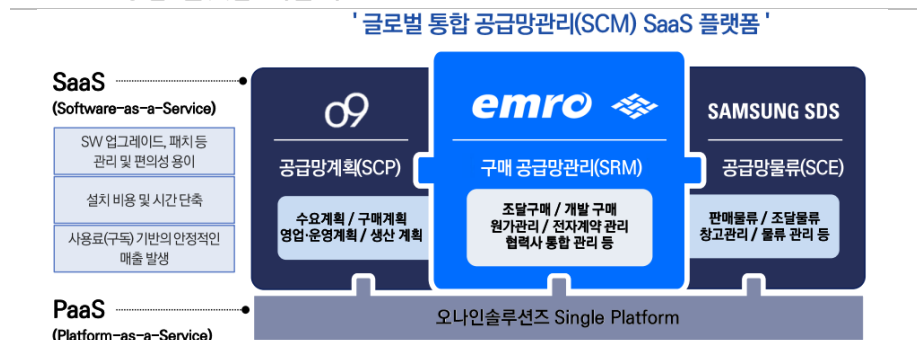 ' 글로벌 통합 공급망관리(SCM) SaaS 플랫폼 '
SaaS
(Software-as-a-Service)
SW 업그레이드, 패치 등
관리 및 편의성 용이
설치 비용 및 시간 단축
사용료(구독) 기반의 안정적인
매출 발생
o9
공급망계획(SCP)
수요계획 / 구매계획
영업·운영계획 / 생산 계획
emro
구매 공급망관리(SRM)
조달구매 / 개발 구매
원가관리 / 전자계약 관리
협력사 통합 관리 등
SAMSUNG SDS
공급망물류(SCE)
판매물류 / 조달물류
창고관리 / 물류 관리 등
PaaS
(Platform-as-a-Service)
오나인솔루션즈 Single Platform